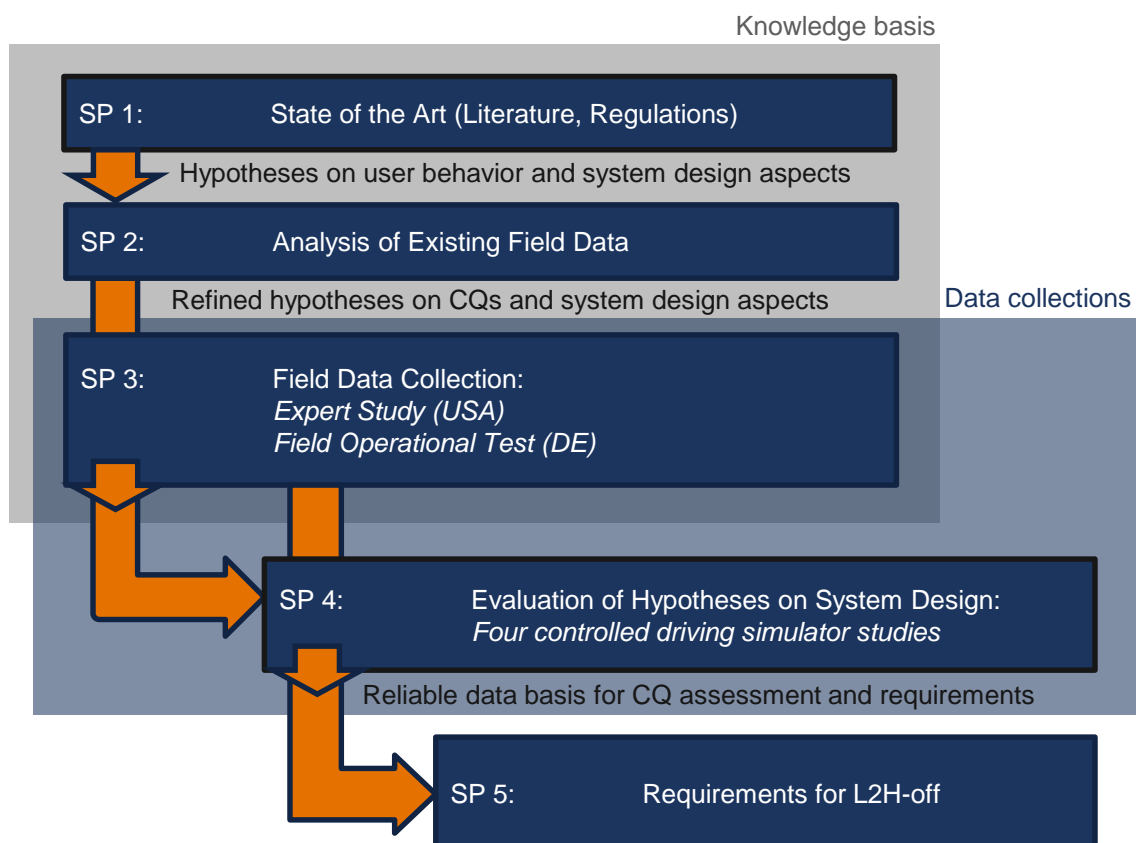 Knowledge basis
SP 1: State of the Art (Literature, Regulations)
Hypotheses on user behavior and system design aspects
SP 2: Analysis of Existing Field Data
Refined hypotheses on CQs and system design aspects
Data collections
SP 3: Field Data Collection:
Expert Study (USA)
Field Operational Test (DE)
SP 4: Evaluation of Hypotheses on System Design:
Four controlled driving simulator studies
Reliable data basis for CQ assessment and requirements
SP 5: Requirements for L2H-off